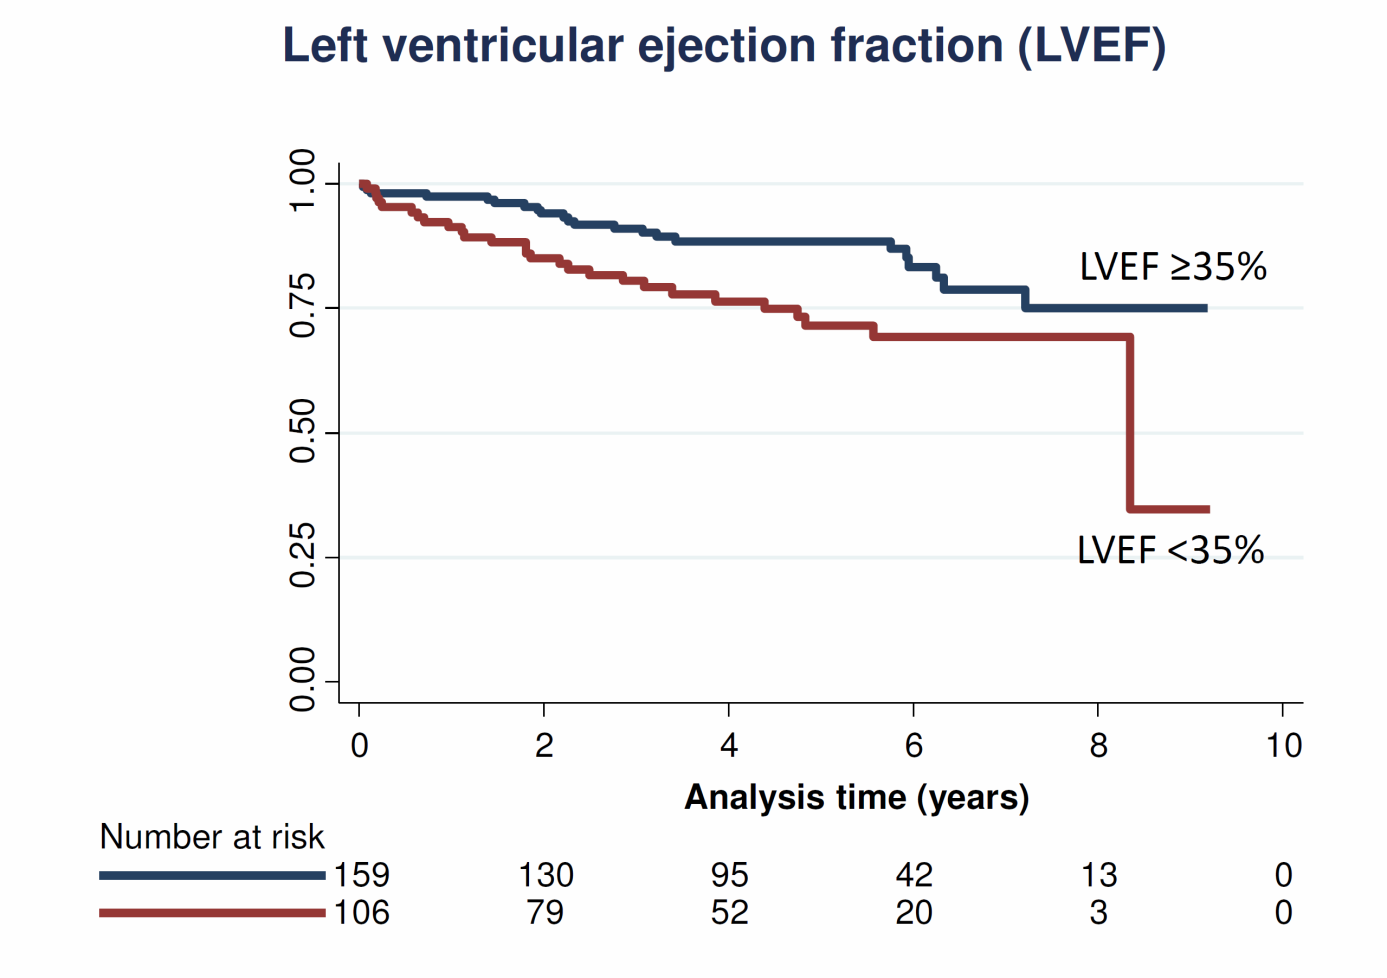 Left ventricular ejection fraction (LVEF)
1.00
0.75
0.50
0.25
0.00
LVEF ≥35%
LVEF <35%
0 2 4 6 8 10
Analysis time (years)
Number at risk
159 130 95 42 13 0
106 79 52 20 3 0